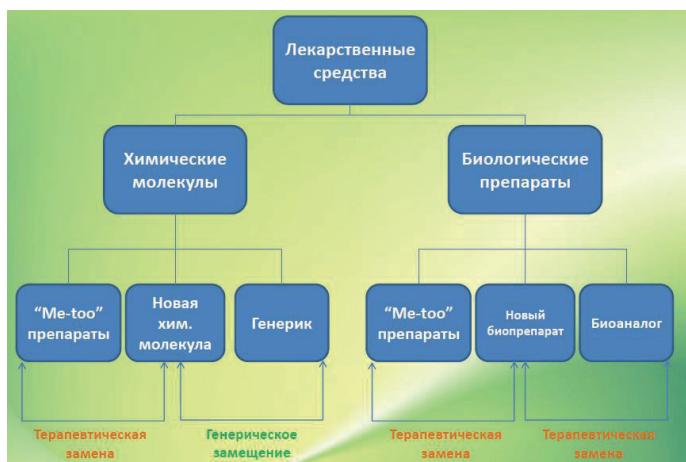 Лекарственные
средства
Химические
молекулы
Биологические
препараты
“Me-too”
препараты
Новая
хим.
молекула
Генерик
“Me-too”
препараты
Новый
биопрепарат
Биоаналог
Терапевтическая
замена
Генерическое
замещение
Терапевтическая
замена
Терапевтическая
замена